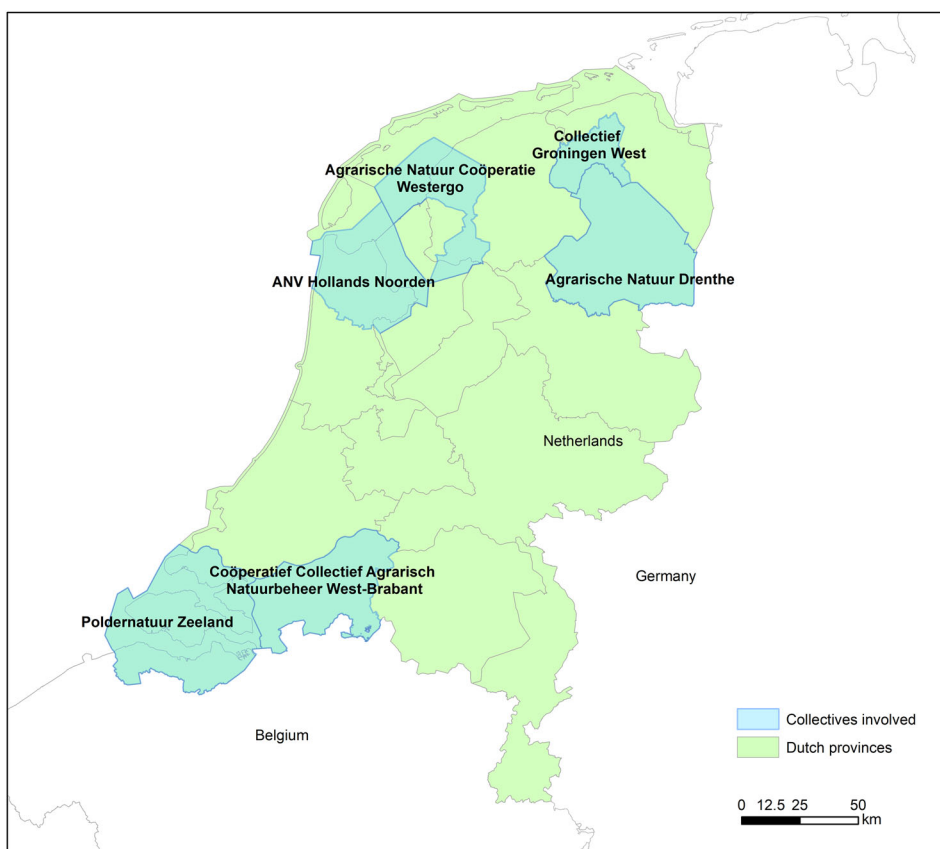 Collectief
Groningen West
Agrarische Natuur Coöperatie
Westergo
ANV Hollands Noorden
Agrarische Natuur Drenthe
Netherlands
Coöperatief Collectief Agrarisch
Natuurbeheer West-Brabant
Germany
Poldernatuur Zeeland
Belgium
Collectives involved
Dutch provinces
0 12.5 25 50
km